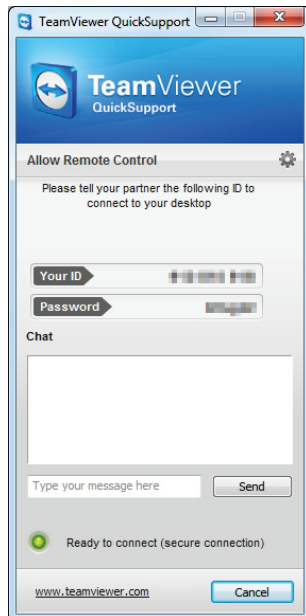 TeamViewer QuickSupport
TeamViewer
QuickSupport
Allow Remote Control
Please tell your partner the following ID to
connect to your desktop
Your ID
Password
Chat
Type your message here
Send
Ready to connect (secure connection)
www.teamviewer.com
Cancel